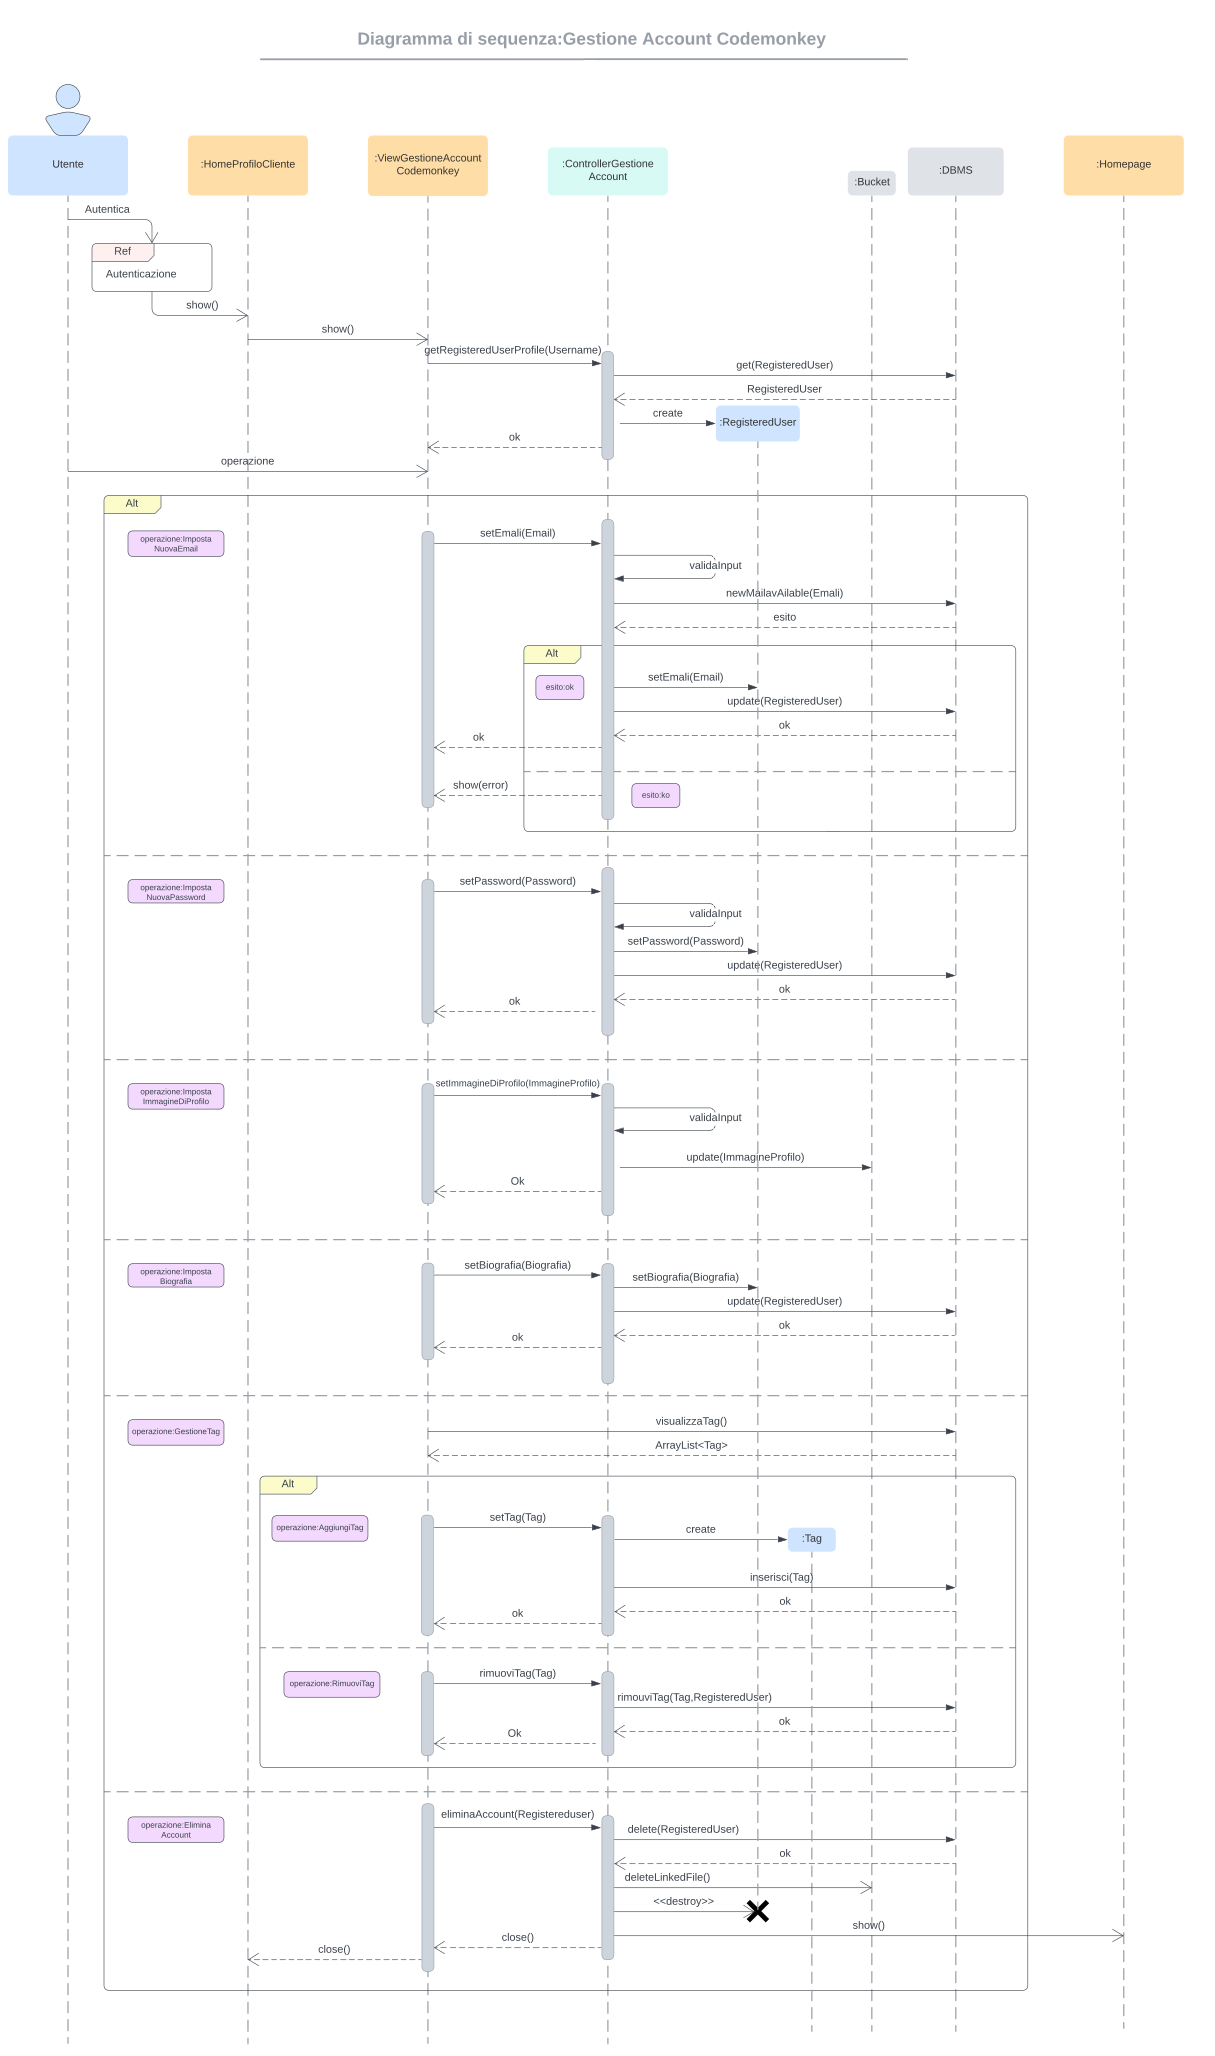 Diagramma di sequenza:Gestione Account Codemonkey
Utente
:HomeProfiloCliente
:ViewGestioneAccount
Codemonkey
:ControllerGestione
Account
:Bucket
:DBMS
:Homepage
Autentica
Ref
Autenticazione
show()
show()
getRegisteredUserProfile(Username)
get(RegisteredUser)
RegisteredUser
create
:RegisteredUser
ok
operazione
Alt
operazione:Imposta
NuovaEmail
setEmali(Email)
validaInput
newMailavAilable(Emali)
esito
Alt
esito:ok
setEmali(Email)
update(RegisteredUser)
ok
ok
show(error)
esito:ko
operazione:Imposta
NuovaPassword
setPassword(Password)
validaInput
setPassword(Password)
update(RegisteredUser)
ok
ok
operazione:Imposta
ImmagineDiProfilo
setImmagineDiProfilo(ImmagineProfilo)
validaInput
update(ImmagineProfilo)
Ok
operazione:Imposta
Biografia
setBiografia(Biografia)
setBiografia(Biografia)
update(RegisteredUser)
ok
ok
operazione:GestioneTag
visualizzaTag()
ArrayList<Tag>
Alt
operazione:AggiungiTag
setTag(Tag)
create
:Tag
inserisci(Tag)
ok
ok
operazione:RimuoviTag
rimuoviTag(Tag)
rimouviTag(Tag,RegisteredUser)
ok
Ok
operazione:Elimina
Account
eliminaAccount(Registereduser)
delete(RegisteredUser)
ok
deleteLinkedFile()
<<destroy>>
show()
close()
close()